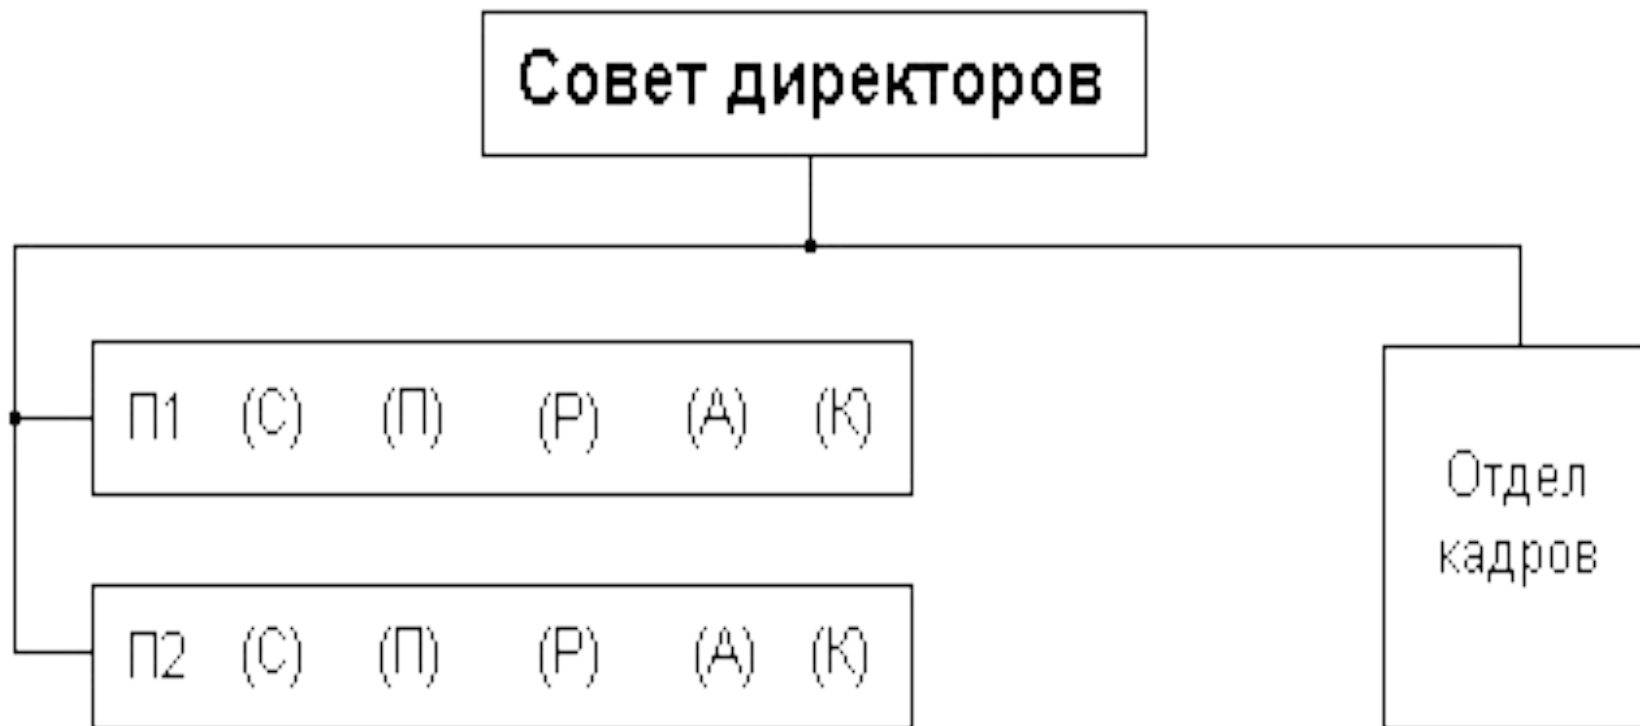 Совет директоров
П1 (С) (П) (Р) (А) (К)
П2 (С) (П) (Р) (А) (К)
Отдел
кадров